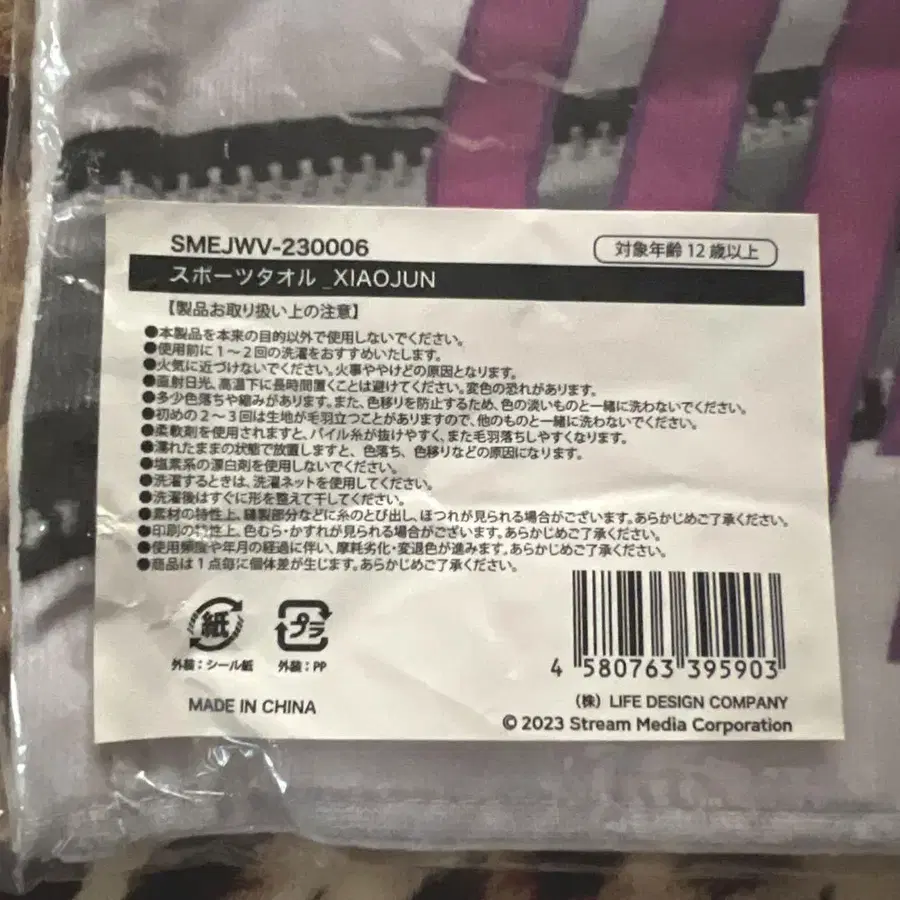 SMEJWV-230006
対象年齢 12 歳以上
スポーツタオル_XIAOJUN
【製品お取り扱い上の注意】
●本製品を本来の目的以外で使用しないでください。
●使用前に1～2回の洗濯をおすすめいたします。
●火気に近づけないでください。火事ややけどの原因となります。
●直射日光、高温下に長時間置くことは避けてください。変色の恐れがあります。
●多少色落ちや縮みがあります。また、色移りを防止するため、色の淡いものと一緒に洗わないでください。
●初めの2～3回は生地が毛羽立つことがありますので、他のものと一緒に洗わないでください。
●柔軟剤を使用されますと、パイル糸が抜けやすく、また毛羽落ちしやすくなります。
●濡れたままの状態で放置しますと、色落ち、色移りなどの原因になります。
●塩素系の漂白剤を使用しないでください。
●洗濯するときは、洗濯ネットを使用してください。
●洗濯後はすぐに形を整えて干してください。
●素材の特性上、縫製部分などに糸のとび出し、ほつれが見られる場合がございます。あらかじめご了承ください。
●印刷の特性上、色むら・かすれが見られる場合がございます。あらかじめご了承ください。
●使用頻度や年月の経過に伴い、摩耗劣化・変退色が進みます。あらかじめご了承ください。
●商品は1点毎に個体差が生じます。あらかじめご了承ください。
紙
プラ
外装：シール紙
外装：PP
4 580763 395903
MADE IN CHINA
（株） LIFE DESIGN COMPANY
© 2023 Stream Media Corporation